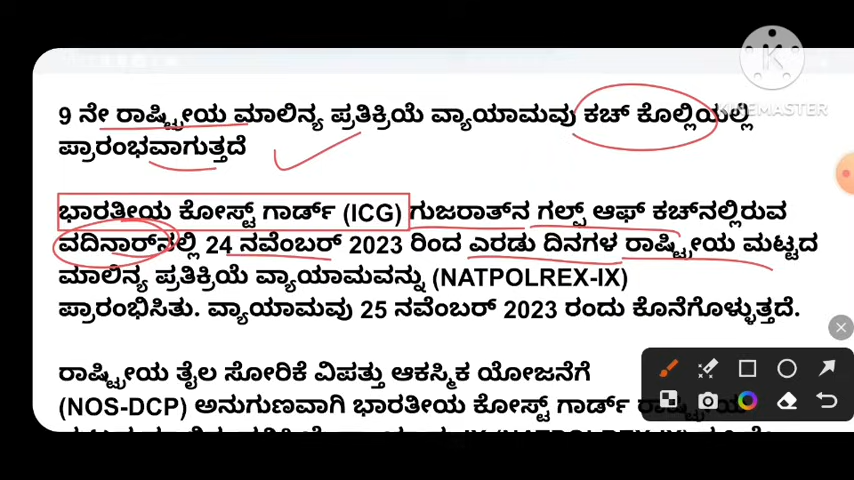 KINEMASTER
9 ನೇ ರಾಷ್ಟ್ರೀಯ ಮಾಲಿನ್ಯ ಪ್ರತಿಕ್ರಿಯೆ ವ್ಯಾಯಾಮವು ಕಚ್ ಕೊಲ್ಲಿಯಲ್ಲಿ
ಪ್ರಾರಂಭವಾಗುತ್ತದೆ
ಭಾರತೀಯ ಕೋಸ್ಟ್ ಗಾರ್ಡ್ (ICG) ಗುಜರಾತ್‌ನ ಗಲ್ಫ್ ಆಫ್ ಕಚ್‌ನಲ್ಲಿರುವ
ವದಿನಾರ್‌ನಲ್ಲಿ 24 ನವೆಂಬರ್ 2023 ರಿಂದ ಎರಡು ದಿನಗಳ ರಾಷ್ಟ್ರೀಯ ಮಟ್ಟದ
ಮಾಲಿನ್ಯ ಪ್ರತಿಕ್ರಿಯೆ ವ್ಯಾಯಾಮವನ್ನು (NATPOLREX-IX)
ಪ್ರಾರಂಭಿಸಿತು. ವ್ಯಾಯಾಮವು 25 ನವೆಂಬರ್ 2023 ರಂದು ಕೊನೆಗೊಳ್ಳುತ್ತದೆ.
ರಾಷ್ಟ್ರೀಯ ತೈಲ ಸೋರಿಕೆ ವಿಪತ್ತು ಆಕಸ್ಮಿಕ ಯೋಜನೆಗೆ
(NOS-DCP) ಅನುಗುಣವಾಗಿ ಭಾರತೀಯ ಕೋಸ್ಟ್ ಗಾರ್ಡ್